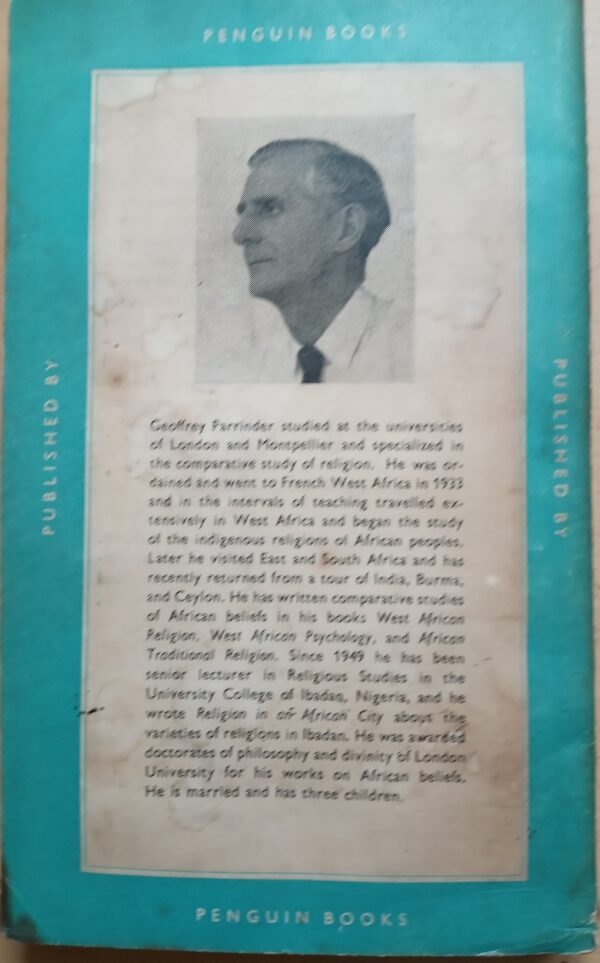 PENGUIN BOOKS
PUBLISHED BY
PUBLISHED BY
Geoffrey Parrinder studied at the universities
of London and Montpellier and specialized in
the comparative study of religion. He was or-
dained and went to French West Africa in 1933
and in the intervals of teaching travelled ex-
tensively in West Africa and began the study
of the indigenous religions of African peoples.
Later he visited East and South Africa and has
recently returned from a tour of India, Burma,
and Ceylon. He has written comparative studies
of African beliefs in his books West African
Religion, West African Psychology, and African
Traditional Religion. Since 1949 he has been
senior lecturer in Religious Studies in the
University College of Ibadan, Nigeria, and he
wrote Religion in an African City about the
varieties of religions in Ibadan. He was awarded
doctorates of philosophy and divinity of London
University for his works on African beliefs.
He is married and has three children.
PENGUIN BOOKS